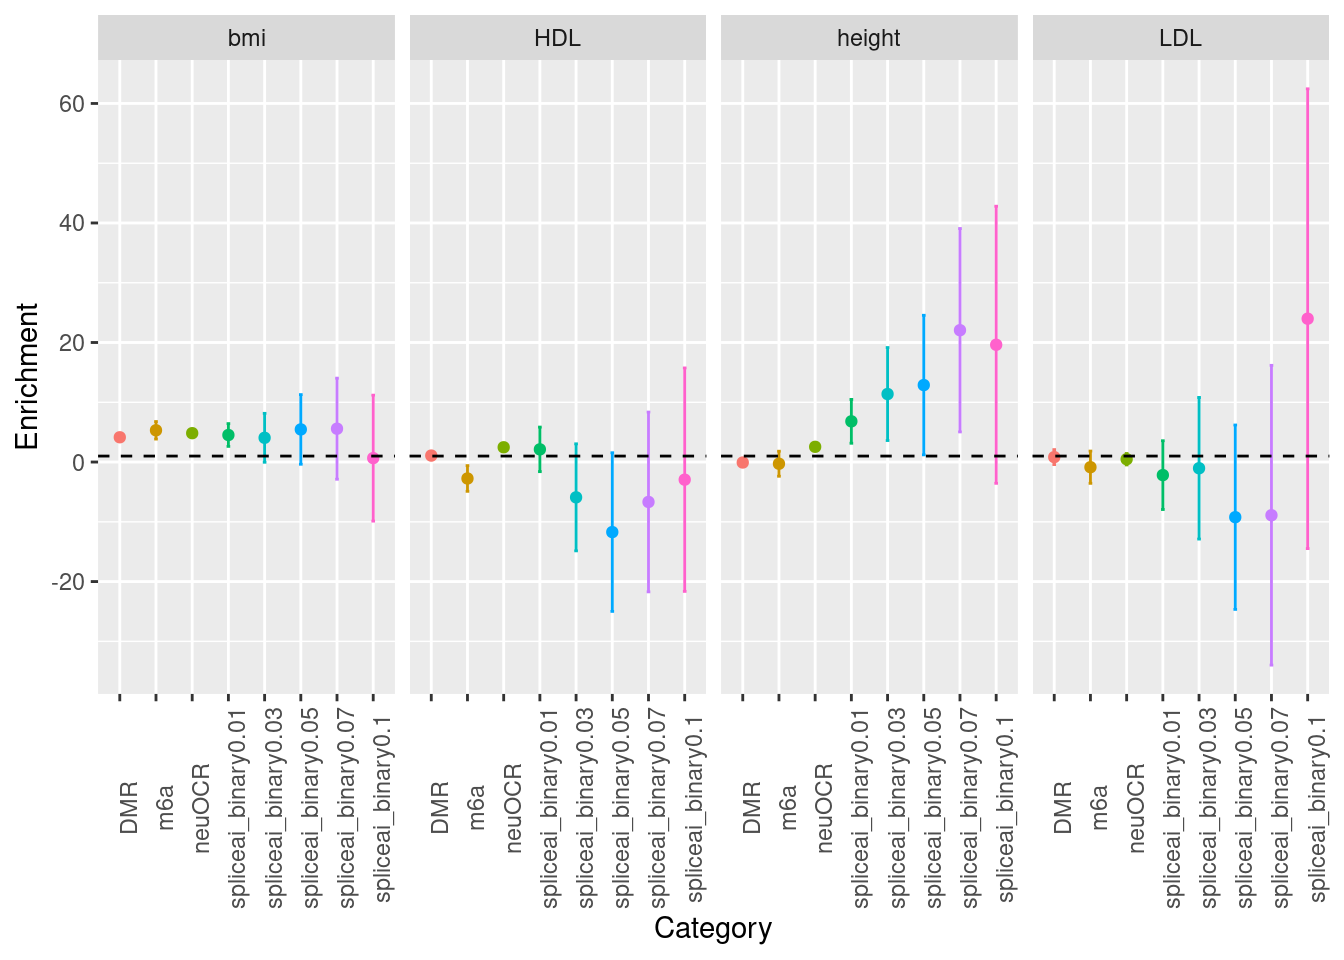 bmi
HDL
height
LDL
Enrichment
60
40
20
0
-20
DMR
m6a
neuOCR
spliceai_binary0.01
spliceai_binary0.03
spliceai_binary0.05
spliceai_binary0.07
spliceai_binary0.1
DMR
m6a
neuOCR
spliceai_binary0.01
spliceai_binary0.03
spliceai_binary0.05
spliceai_binary0.07
spliceai_binary0.1
DMR
m6a
neuOCR
spliceai_binary0.01
spliceai_binary0.03
spliceai_binary0.05
spliceai_binary0.07
spliceai_binary0.1
DMR
m6a
neuOCR
spliceai_binary0.01
spliceai_binary0.03
spliceai_binary0.05
spliceai_binary0.07
spliceai_binary0.1
Category